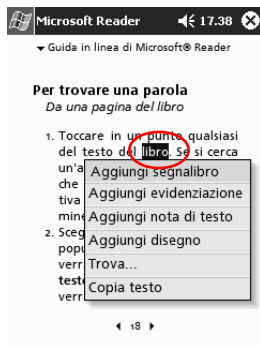 Microsoft Reader 17.38
Guida in linea di Microsoft® Reader
Per trovare una parola
Da una pagina del libro
1. Toccare in un punto qualsiasi
del testo del libro. Se si cerca
un'a
che
tiva
mine
2. Sceg
popu
verr
teste
verr
Aggiungi segnalibro
Aggiungi evidenziazione
Aggiungi nota di testo
Aggiungi disegno
Trova...
Copia testo
18